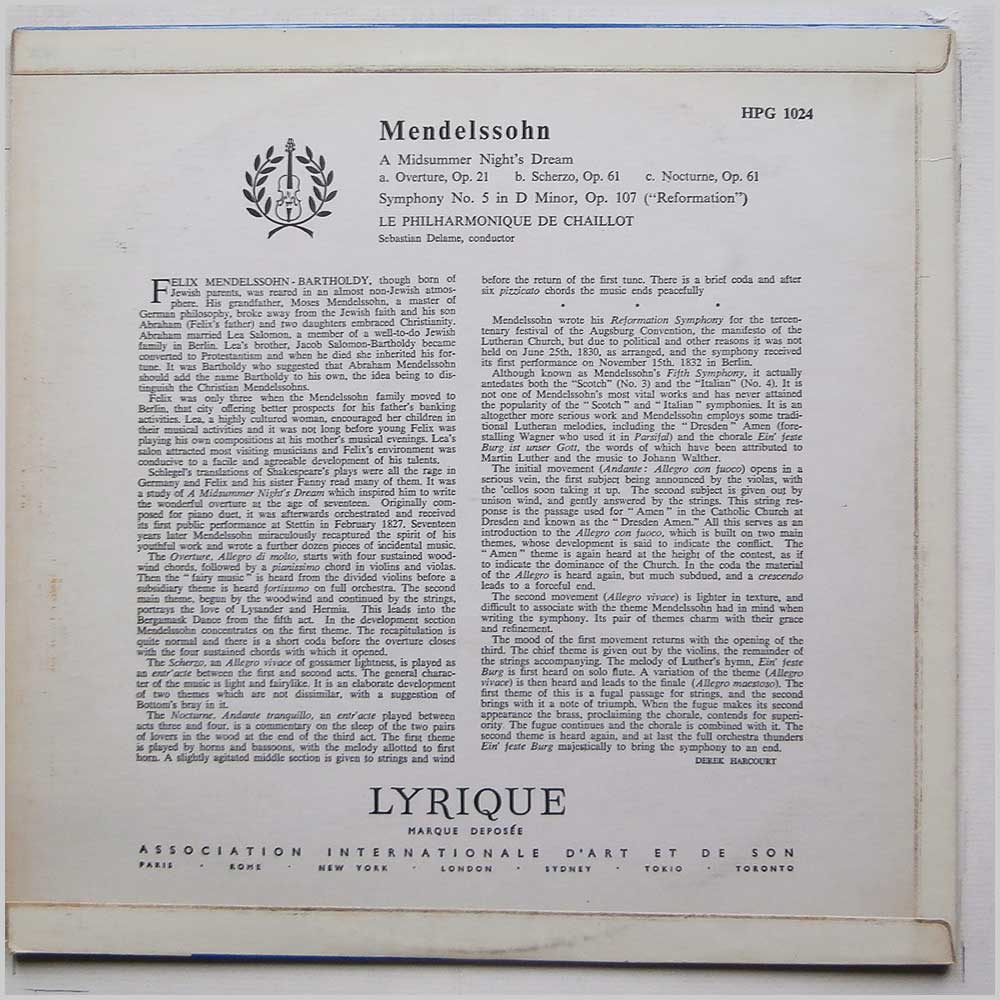 HPG 1024
Mendelssohn
A Midsummer Night's Dream
a. Overture, Op. 21 b. Scherzo, Op. 61 c. Nocturne, Op. 61
Symphony No. 5 in D Minor, Op. 107 (“Reformation”)
LE PHILHARMONIQUE DE CHAILLOT
Sebastian Delame, conductor
FELIX MENDELSSOHN-BARTHOLDY, though born of
Jewish parents, was reared in an almost non-Jewish atmos-
phere. His grandfather, Moses Mendelssohn, a master of
German philosophy, broke away from the Jewish faith and his son
Abraham (Felix's father) and two daughters embraced Christianity.
Abraham married Lea Salomon, a member of a well-to-do Jewish
family in Berlin. Lea's brother, Jacob Salomon-Bartholdy became
converted to Protestantism and when he died she inherited his for-
tune. It was Bartholdy who suggested that Abraham Mendelssohn
should add the name Bartholdy to his own, the idea being to dis-
tinguish the Christian Mendelssohns.
Felix was only three when the Mendelssohn family moved to
Berlin, that city offering better prospects for his father's banking
activities. Lea, a highly cultured woman, encouraged her children in
their musical activities and it was not long before young Felix was
playing his own compositions at his mother's musical evenings. Lea's
salon attracted most visiting musicians and Felix's environment was
conducive to a facile and agreeable development of his talents.
Schlegel's translations of Shakespeare's plays were all the rage in
Germany and Felix and his sister Fanny read many of them. It was
a study of A Midsummer Night's Dream which inspired him to write
the wonderful overture at the age of seventeen. Originally com-
posed for piano duet, it was afterwards orchestrated and received
its first public performance at Stettin in February 1827. Seventeen
years later Mendelssohn miraculously recaptured the spirit of his
youthful work and wrote a further dozen pieces of incidental music.
The Overture, Allegro di molto, starts with four sustained wood-
wind chords, followed by a pianissimo chord in violins and violas.
Then the “fairy music” is heard from the divided violins before a
subsidiary theme is heard fortissimo on full orchestra. The second
main theme, begun by the woodwind and continued by the strings,
portrays the love of Lysander and Hermia. This leads into the
Bergamask Dance from the fifth act. In the development section
Mendelssohn concentrates on the first theme. The recapitulation is
quite normal and there is a short coda before the overture closes
with the four sustained chords with which it opened.
The Scherzo, an Allegro vivace of gossamer lightness, is played as
an entr'acte between the first and second acts. The general charac-
ter of the music is light and fairylike. It is an elaborate development
of two themes which are not dissimilar, with a suggestion of
Bottom's bray in it.
The Nocturne, Andante tranquillo, an entr'acte played between
acts three and four, is a commentary on the sleep of the two pairs
of lovers in the wood at the end of the third act. The first theme
is played by horns and bassoons, with the melody allotted to first
horn. A slightly agitated middle section is given to strings and wind
before the return of the first tune. There is a brief coda and after
six pizzicato chords the music ends peacefully
• • •
Mendelssohn wrote his Reformation Symphony for the tercen-
tenary festival of the Augsburg Convention, the manifesto of the
Lutheran Church, but due to political and other reasons it was not
held on June 25th, 1830, as arranged, and the symphony received
its first performance on November 15th, 1832 in Berlin.
Although known as Mendelssohn's Fifth Symphony, it actually
antedates both the “Scotch” (No. 3) and the “Italian” (No. 4). It is
not one of Mendelssohn's most vital works and has never attained
the popularity of the “Scotch” and “Italian” symphonies. It is an
altogether more serious work and Mendelssohn employs some tradi-
tional Lutheran melodies, including the “Dresden” Amen (fore-
stalling Wagner who used it in Parsifal) and the chorale Ein' feste
Burg ist unser Gott, the words of which have been attributed to
Martin Luther and the music to Johann Walther.
The initial movement (Andante : Allegro con fuoco) opens in a
serious vein, the first subject being announced by the violas, with
the 'cellos soon taking it up. The second subject is given out by
unison wind, and gently answered by the strings. This string res-
ponse is the passage used for “Amen” in the Catholic Church at
Dresden and known as the “Dresden Amen.” All this serves as an
introduction to the Allegro con fuoco, which is built on two main
themes, whose development is said to indicate the conflict. The
“Amen” theme is again heard at the height of the contest, as if
to indicate the dominance of the Church. In the coda the material
of the Allegro is heard again, but much subdued, and a crescendo
leads to a forceful end.
The second movement (Allegro vivace) is lighter in texture, and
difficult to associate with the theme Mendelssohn had in mind when
writing the symphony. Its pair of themes charm with their grace
and refinement.
The mood of the first movement returns with the opening of the
third. The chief theme is given out by the violins, the remainder of
the strings accompanying. The melody of Luther's hymn, Ein' feste
Burg is first heard on solo flute. A variation of the theme (Allegro
vivace) is then heard and leads to the finale (Allegro maestoso). The
first theme of this is a fugal passage for strings, and the second
brings with it a note of triumph. When the fugue makes its second
appearance the brass, proclaiming the chorale, contends for superi-
ority. The fugue continues and the chorale is combined with it. The
second theme is heard again, and at last the full orchestra thunders
Ein' feste Burg majestically to bring the symphony to an end.
DEREK HARCOURT
LYRIQUE
MARQUE DEPOSÉE
ASSOCIATION INTERNATIONALE D'ART ET DE SON
PARIS · ROME · NEW YORK · LONDON · SYDNEY · TOKIO · TORONTO